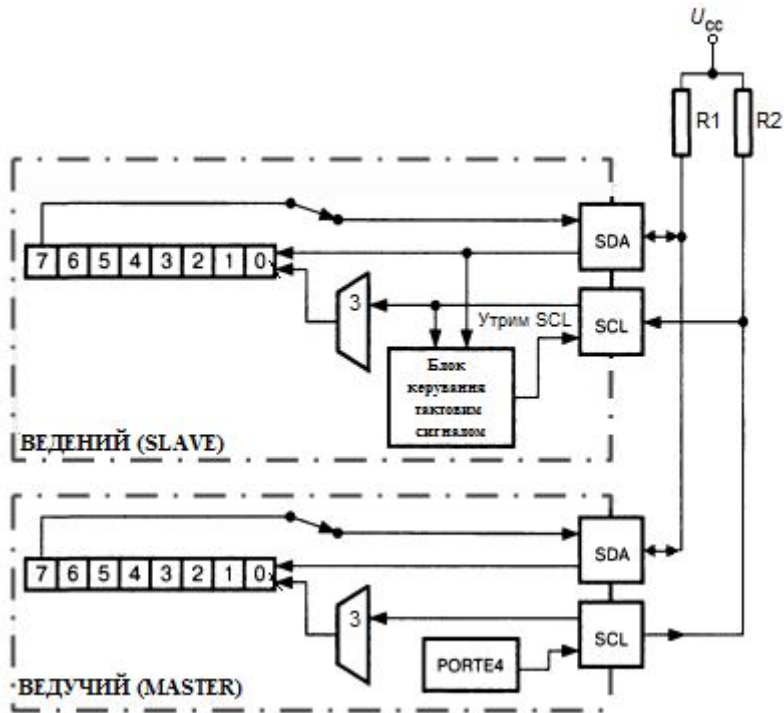 Ucc
R1
R2
SDA
7 6 5 4 3 2 1 0
3
Утрим SCL
SCL
Блок
керування
тактовим
сигналом
ВЕДЕНИЙ (SLAVE)
SDA
7 6 5 4 3 2 1 0
3
SCL
PORTE4
ВЕДУЧИЙ (MASTER)